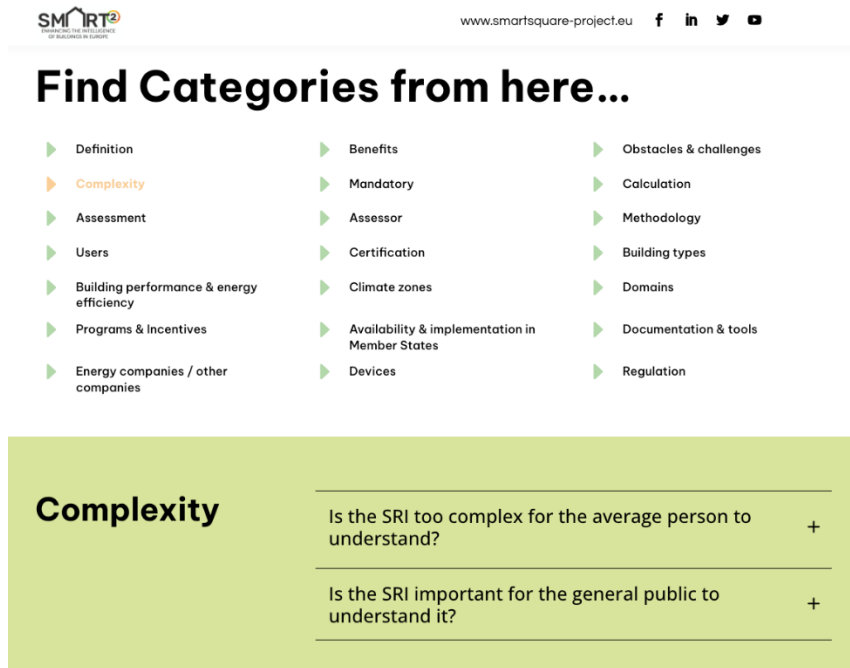 SMART²
ENHANCING THE INTELLIGENCE
OF BUILDINGS IN EUROPE
www.smartsquare-project.eu
Find Categories from here...
Definition
Benefits
Obstacles & challenges
Complexity
Mandatory
Calculation
Assessment
Assessor
Methodology
Users
Certification
Building types
Building performance & energy
efficiency
Climate zones
Domains
Programs & Incentives
Availability & implementation in
Member States
Documentation & tools
Energy companies / other
companies
Devices
Regulation
Complexity
Is the SRI too complex for the average person to
understand?
Is the SRI important for the general public to
understand it?